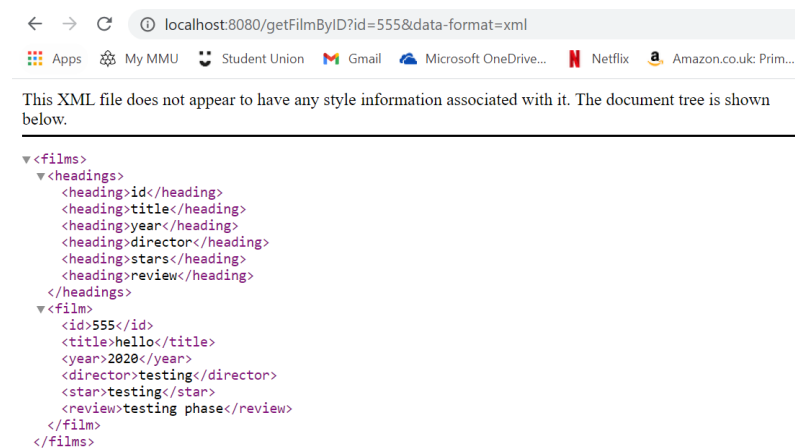 localhost:8080/getFilmByID?id=555&data-format=xml
Apps My MMU Student Union Gmail Microsoft OneDrive... Netflix Amazon.co.uk: Prim...
This XML file does not appear to have any style information associated with it. The document tree is shown
below.
▼<films>
▼<headings>
<heading>id</heading>
<heading>title</heading>
<heading>year</heading>
<heading>director</heading>
<heading>stars</heading>
<heading>review</heading>
</headings>
▼<film>
<id>555</id>
<title>hello</title>
<year>2020</year>
<director>testing</director>
<star>testing</star>
<review>testing phase</review>
</film>
</films>